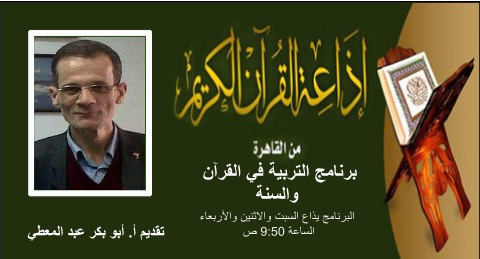 إذاعة القرآن الكريم
من القاهرة
برنامج التربية في القرآن
والسنة
البرنامج يذاع السبت والاثنين والأربعاء
الساعة 9:50 ص
تقديم أ. أبو بكر عبد المعطي